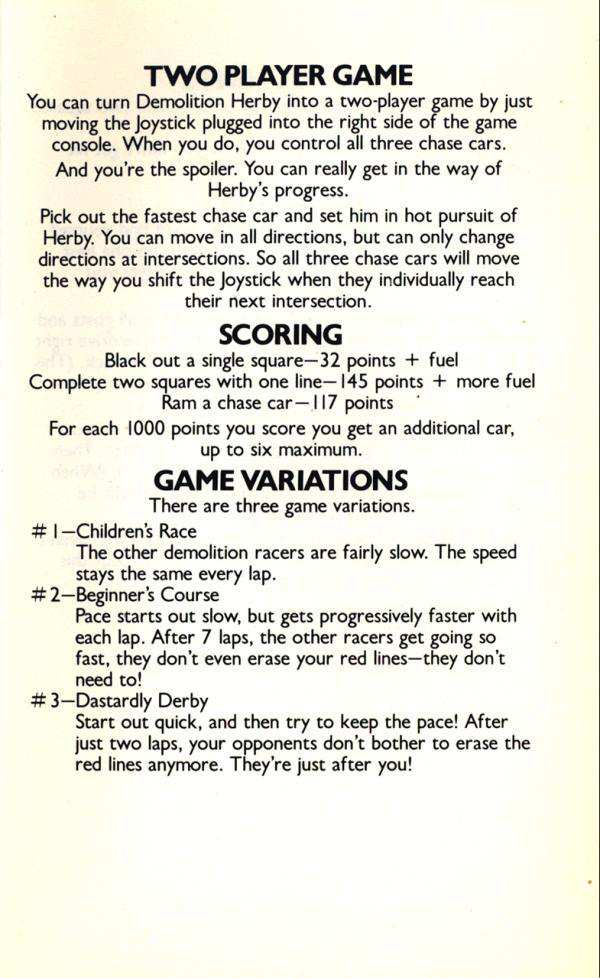 TWO PLAYER GAME
You can turn Demolition Herby into a two-player game by just
moving the Joystick plugged into the right side of the game
console. When you do, you control all three chase cars.
And you're the spoiler. You can really get in the way of
Herby's progress.
Pick out the fastest chase car and set him in hot pursuit of
Herby. You can move in all directions, but can only change
directions at intersections. So all three chase cars will move
the way you shift the Joystick when they individually reach
their next intersection.
SCORING
Black out a single square—32 points + fuel
Complete two squares with one line—145 points + more fuel
Ram a chase car—117 points
For each 1000 points you score you get an additional car,
up to six maximum.
GAME VARIATIONS
There are three game variations.
#1—Children's Race
The other demolition racers are fairly slow. The speed
stays the same every lap.
#2—Beginner's Course
Pace starts out slow, but gets progressively faster with
each lap. After 7 laps, the other racers get going so
fast, they don't even erase your red lines—they don't
need to!
#3—Dastardly Derby
Start out quick, and then try to keep the pace! After
just two laps, your opponents don't bother to erase the
red lines anymore. They're just after you!